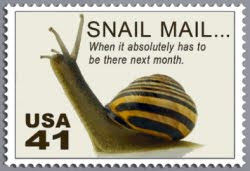 SNAIL MAIL...
When it absolutely has to
be there next month.
USA
41